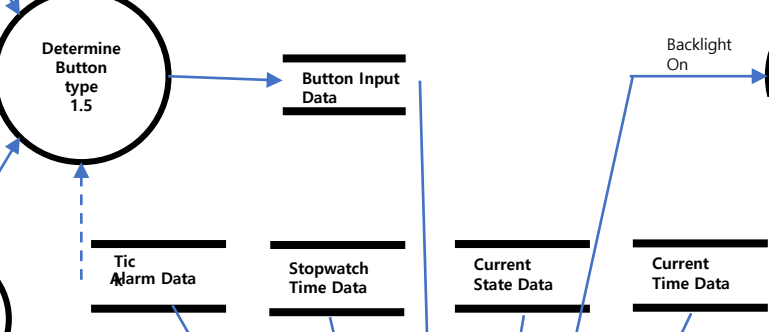 Determine
Button
type
1.5
Button Input
Data
Backlight
On
Tic
k
Alarm Data
Stopwatch
Time Data
Current
State Data
Current
Time Data